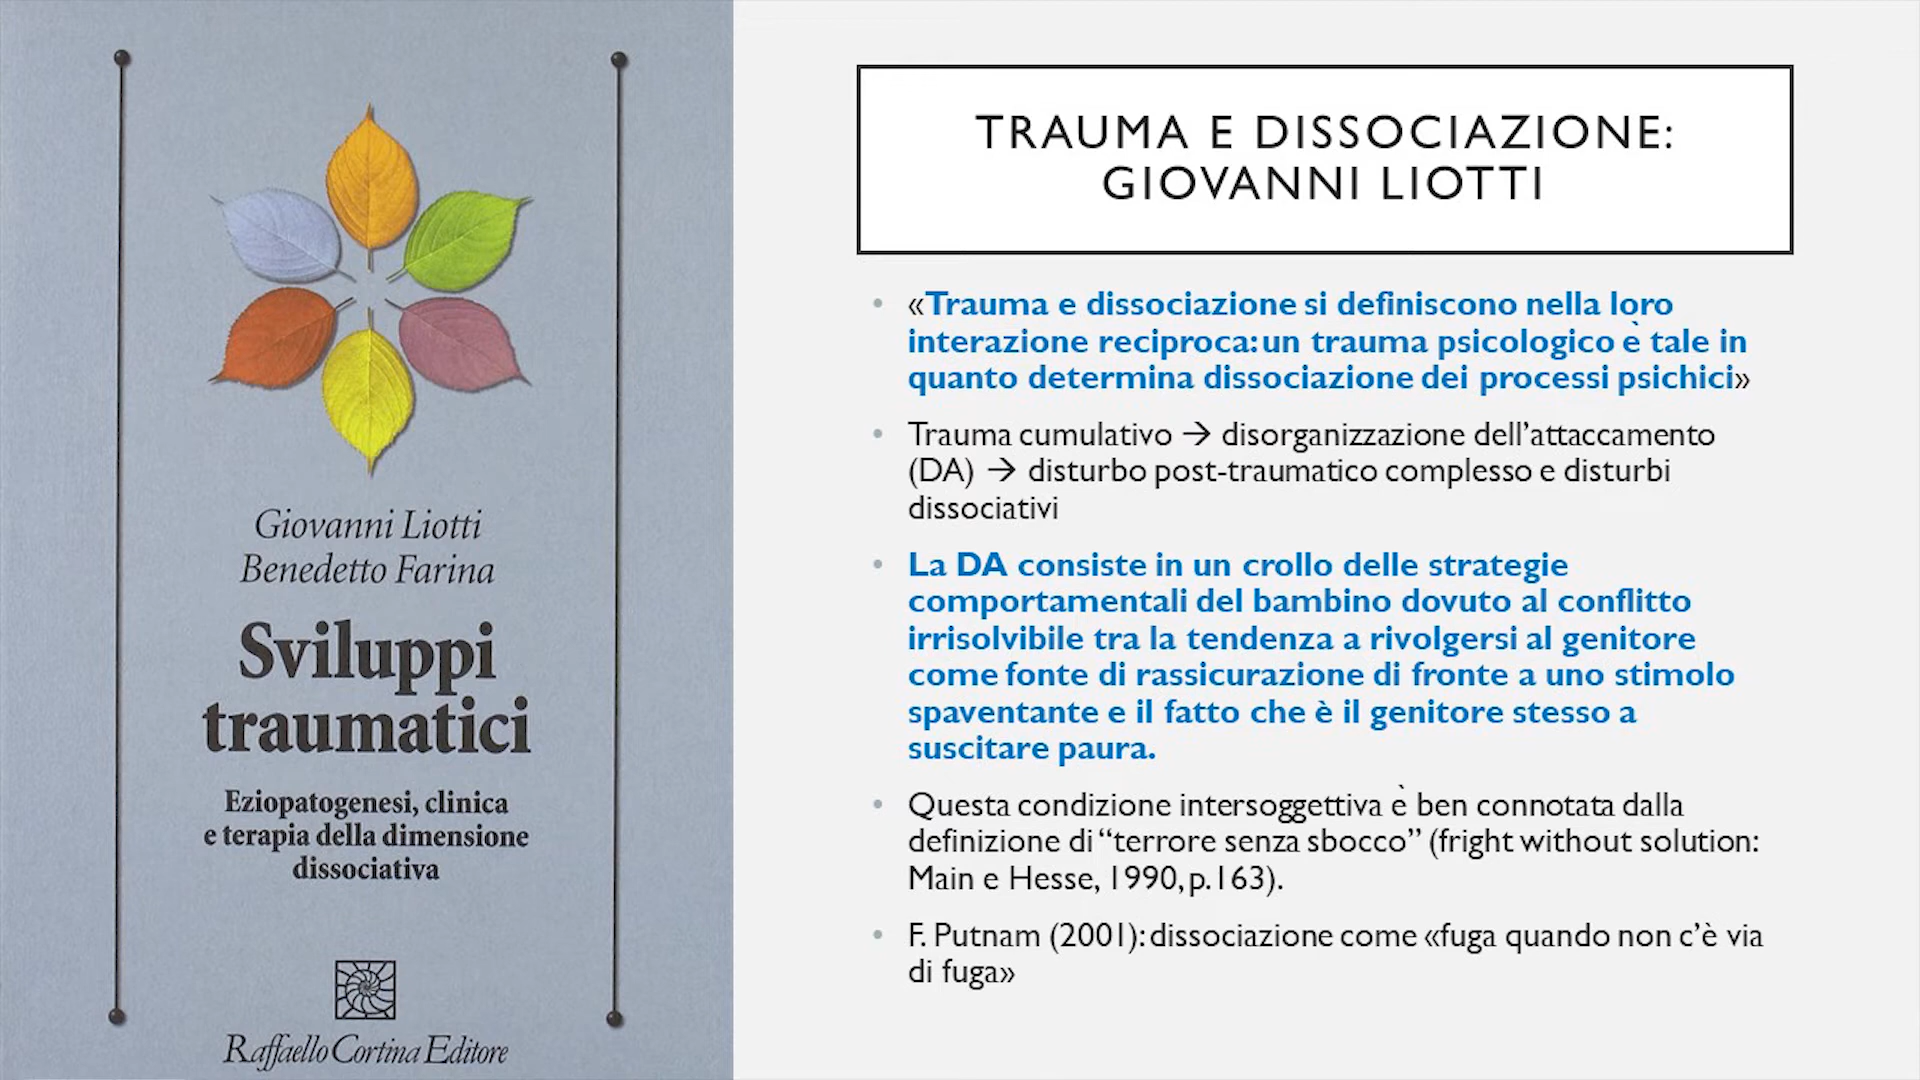 Giovanni Liotti
Benedetto Farina
Sviluppi
traumatici
Eziopatogenesi, clinica
e terapia della dimensione
dissociativa
Raffaello Cortina Editore
TRAUMA E DISSOCIAZIONE:
GIOVANNI LIOTTI
• «Trauma e dissociazione si definiscono nella loro
interazione reciproca: un trauma psicologico è tale in
quanto determina dissociazione dei processi psichici»
• Trauma cumulativo → disorganizzazione dell’attaccamento
(DA) → disturbo post-traumatico complesso e disturbi
dissociativi
• La DA consiste in un crollo delle strategie
comportamentali del bambino dovuto al conflitto
irrisolvibile tra la tendenza a rivolgersi al genitore
come fonte di rassicurazione di fronte a uno stimolo
spaventante e il fatto che è il genitore stesso a
suscitare paura.
• Questa condizione intersoggettiva è ben connotata dalla
definizione di “terrore senza sbocco” (fright without solution:
Main e Hesse, 1990, p.163).
• F. Putnam (2001): dissociazione come «fuga quando non c’è via
di fuga»